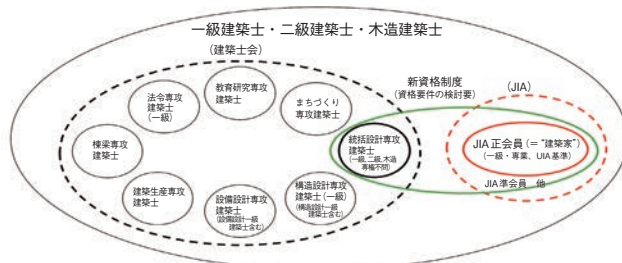 一級建築士・二級建築士・木造建築士
(建築士会)
新資格制度
(資格要件の検討要)
(JIA)
教育研究専攻
建築士
法令専攻
建築士
(一級)
まちづくり
専攻建築士
棟梁専攻
建築士
統括設計専攻
建築士
(一級、二級、木造
専権不問)
JIA 正会員 (= "建築家")
(一級・専業、UIA 基準)
JIA 準会員　他
建築生産専攻
建築士
設備設計専攻
建築士
(設備設計一級
建築士含む)
構造設計専攻
建築士 (一級)
(構造設計一級
建築士含む)